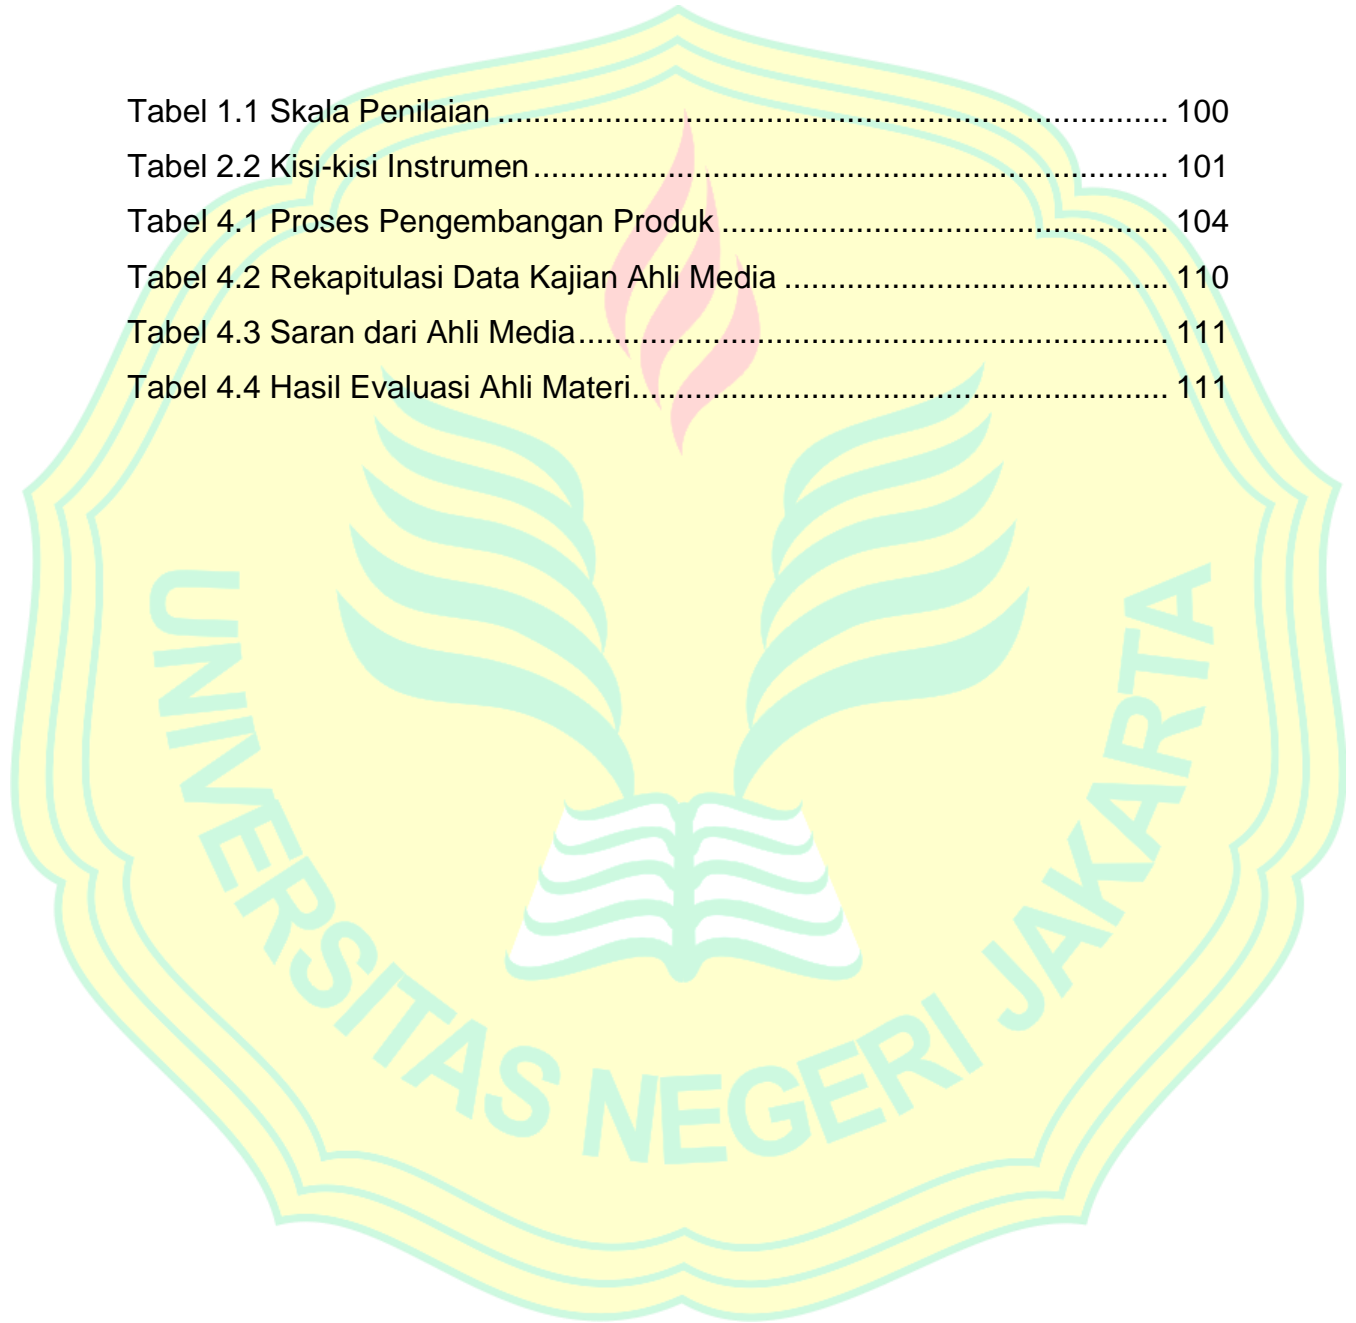 Tabel 1.1 Skala Penilaian ........................................................................... 100
Tabel 2.2 Kisi-kisi Instrumen ....................................................................... 101
Tabel 4.1 Proses Pengembangan Produk .................................................. 104
Tabel 4.2 Rekapitulasi Data Kajian Ahli Media ........................................... 110
Tabel 4.3 Saran dari Ahli Media .................................................................. 111
Tabel 4.4 Hasil Evaluasi Ahli Materi ............................................................ 111
UNIVERSITAS NEGERI JAKARTA